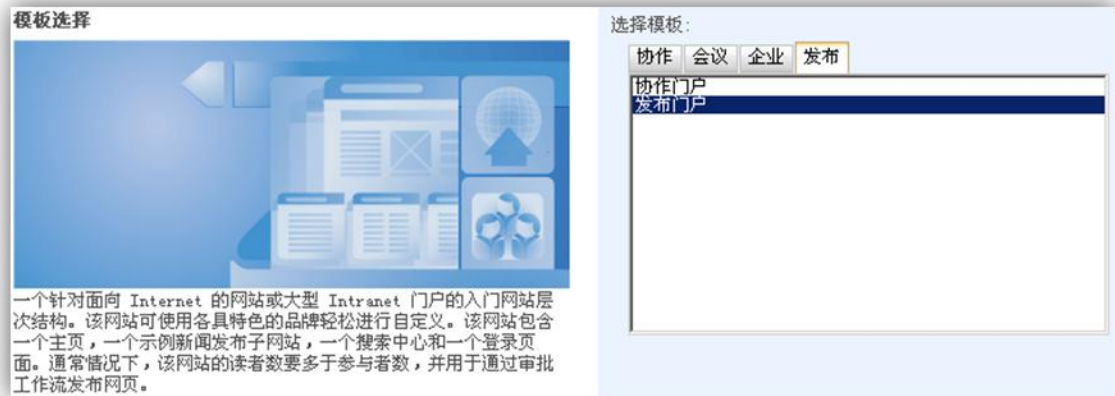 模板选择
一个针对面向 Internet 的网站或大型 Intranet 门户的入门网站层
次结构。该网站可使用各具特色的品牌轻松进行自定义。该网站包含
一个主页，一个示例新闻发布子网站，一个搜索中心和一个登录页
面。通常情况下，该网站的读者数要多于参与者数，并用于通过审批
工作流发布网页。
选择模板:
协作 会议 企业 发布
协作门户
发布门户